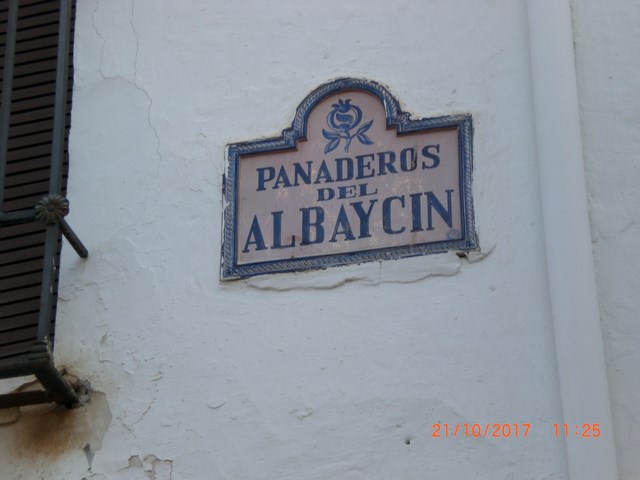 PANADEROS
DEL
ALBAYCIN
21/10/2017 11:25